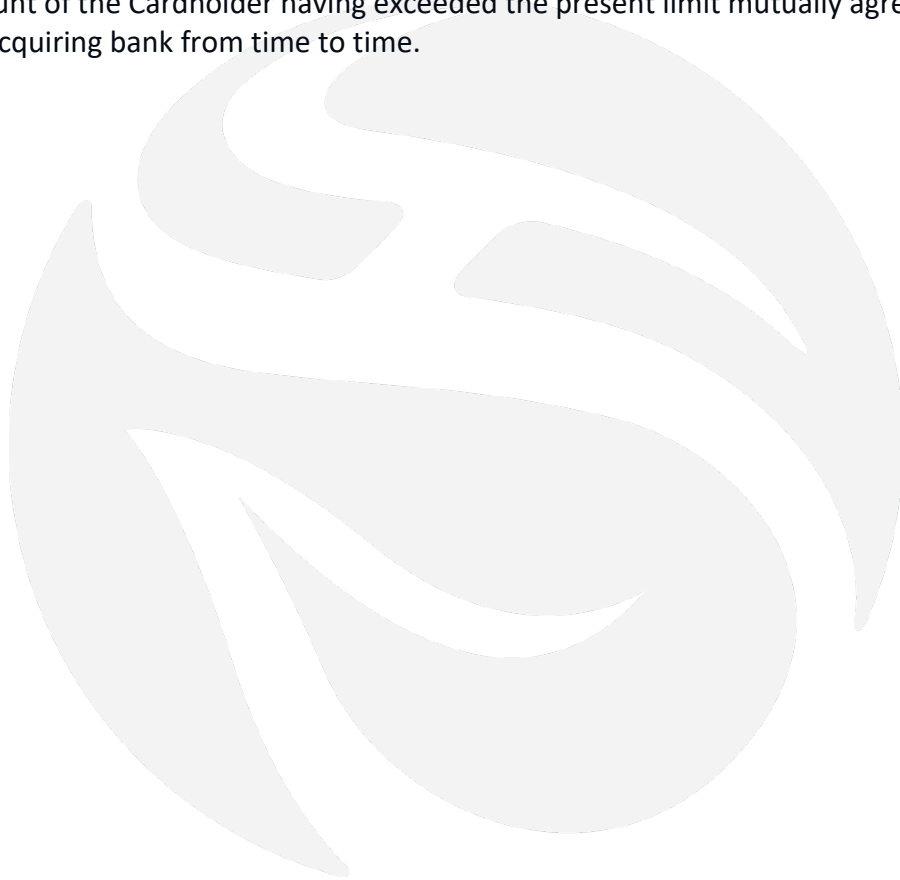 unt of the Cardholder having exceeded the present limit mutually agre
cquiring bank from time to time.